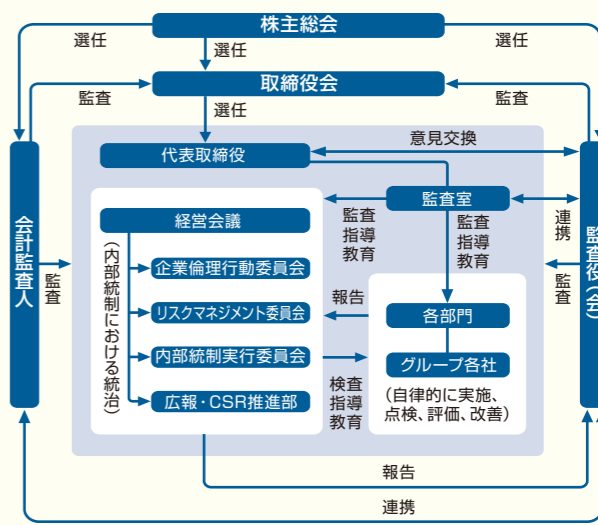 株主総会
選任
選任
選任
取締役会
監査
監査
選任
代表取締役
意見交換
会計監査人
監査役(会)
監査室
監査
指導
教育
監査
指導
教育
連携
監査
監査
経営会議
(内部統制における統治)
企業倫理行動委員会
リスクマネジメント委員会
内部統制実行委員会
広報・CSR推進部
報告
各部門
グループ各社
(自律的に実施、
点検、評価、改善)
検査
指導
教育
報告
連携